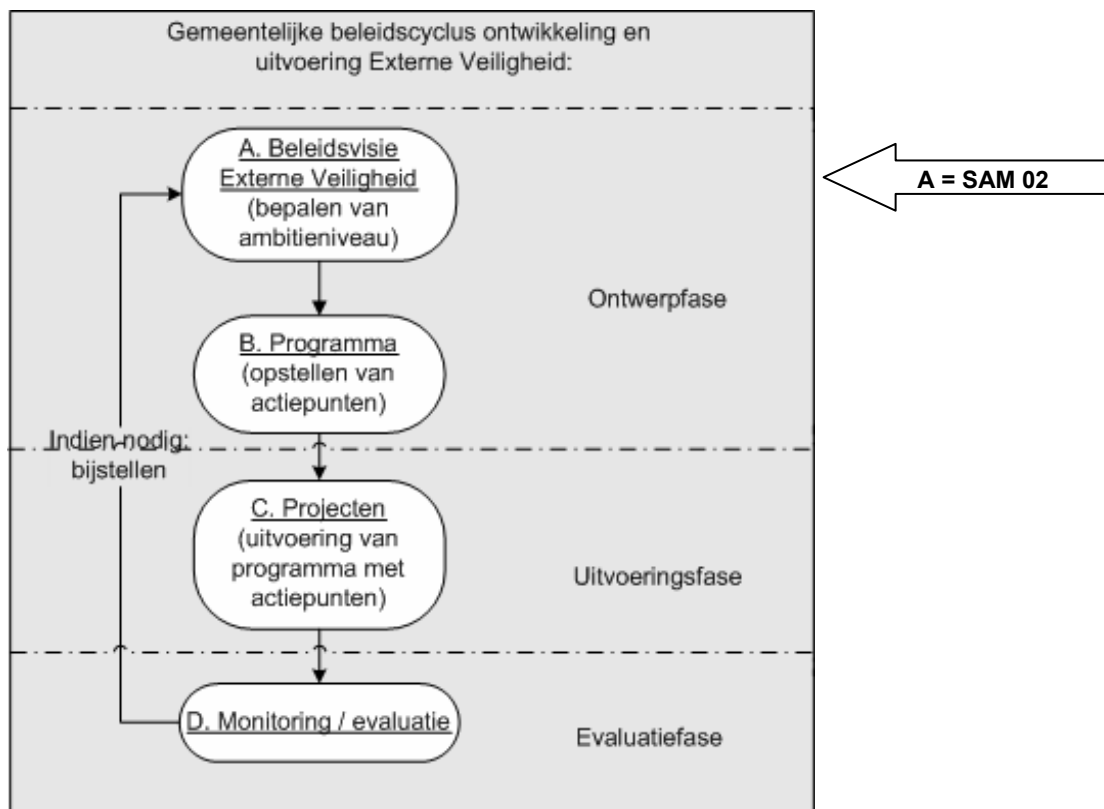 Gemeentelijke beleidscyclus ontwikkeling en
uitvoering Externe Veiligheid:
A. Beleidsvisie
Externe Veiligheid
(bepalen van
ambitieniveau)
A = SAM 02
Ontwerpfase
B. Programma
(opstellen van
actiepunten)
Indien nodig:
bijstellen
C. Projecten
(uitvoering van
programma met
actiepunten)
Uitvoeringsfase
D. Monitoring / evaluatie
Evaluatiefase